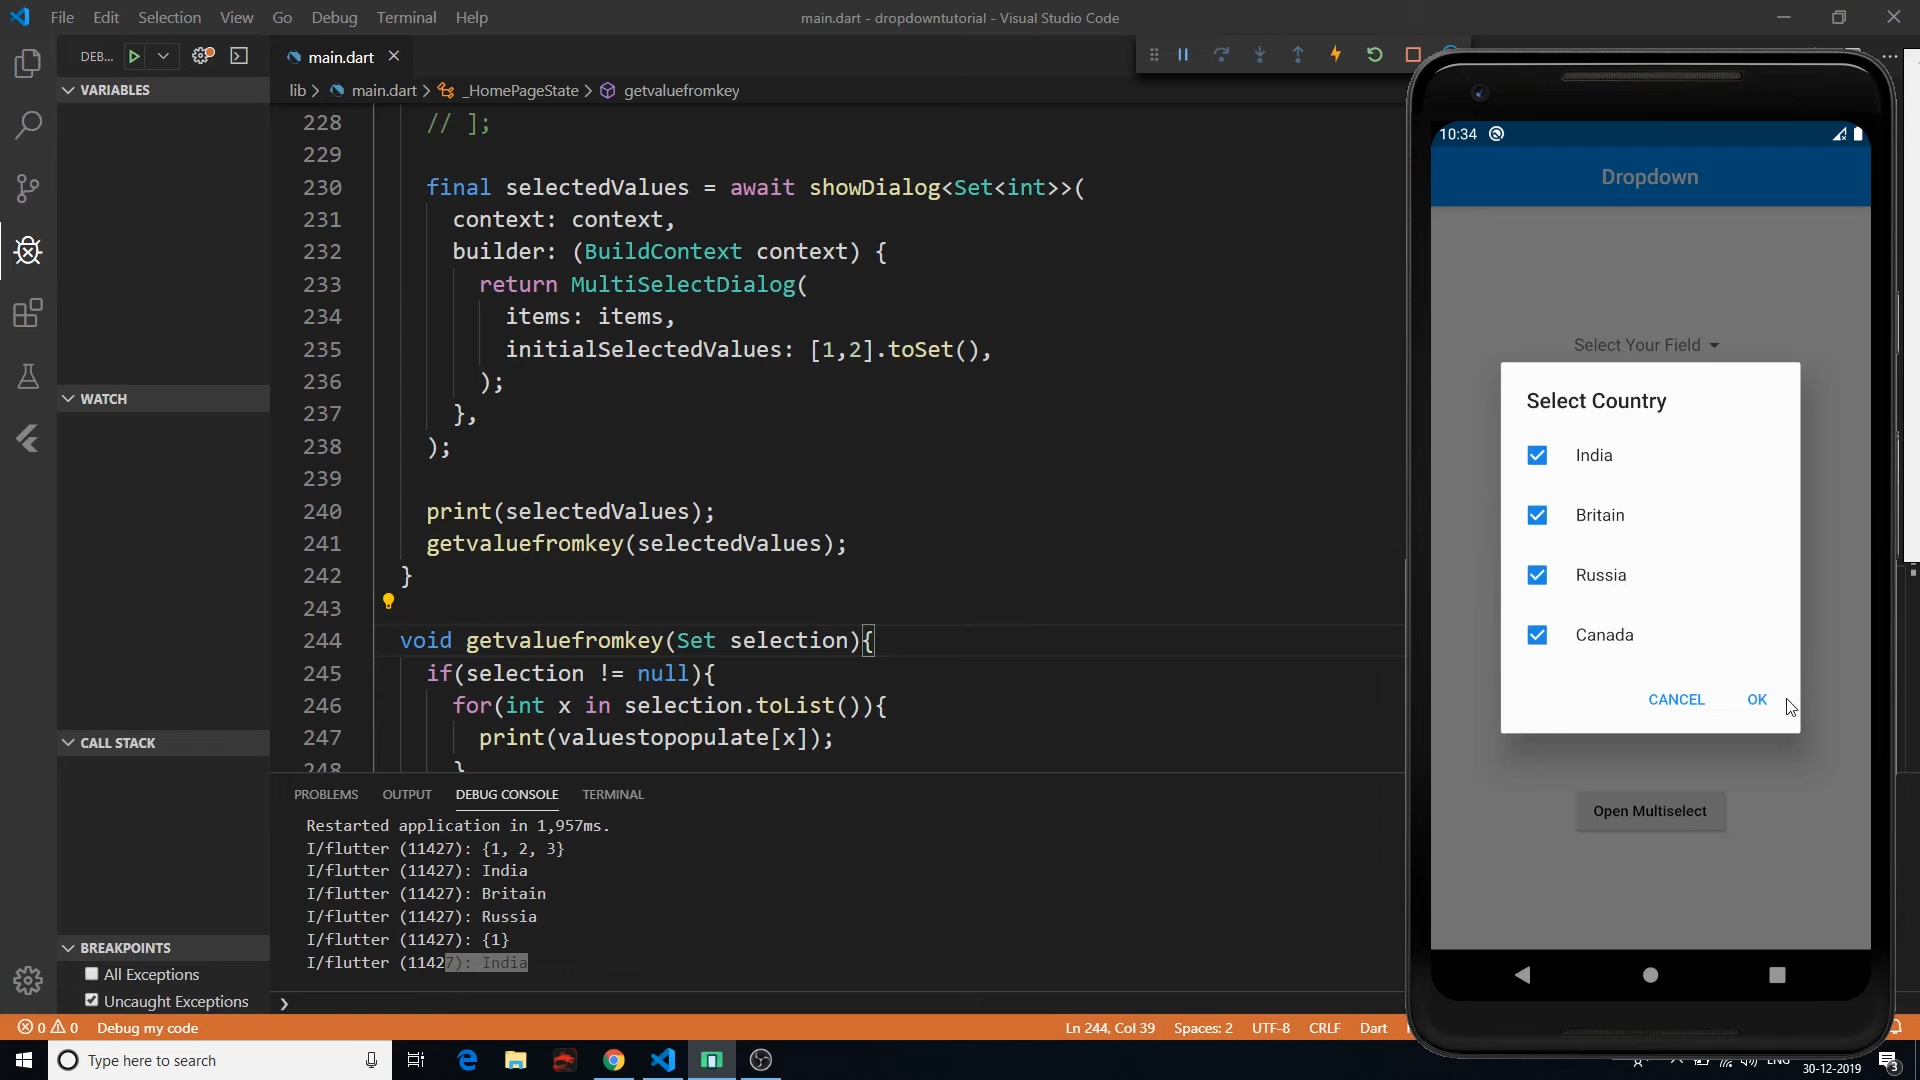 File Edit Selection View Go Debug Terminal Help
main.dart - dropdowntutorial - Visual Studio Code
DEB...
main.dart
VARIABLES
WATCH
CALL STACK
BREAKPOINTS
All Exceptions
Uncaught Exceptions
lib > main.dart > _HomePageState > getvaluefromkey
228 // ];
229
230 final selectedValues = await showDialog<Set<int>>(
231 context: context,
232 builder: (BuildContext context) {
233 return MultiSelectDialog(
234 items: items,
235 initialSelectedValues: [1,2].toSet(),
236 );
237 },
238 );
239
240 print(selectedValues);
241 getvaluefromkey(selectedValues);
242 }
243
244 void getvaluefromkey(Set selection){
245 if(selection != null){
246 for(int x in selection.toList()){
247 print(valuestopopulate[x]);
248 }
PROBLEMS OUTPUT DEBUG CONSOLE TERMINAL
Restarted application in 1,957ms.
I/flutter (11427): {1, 2, 3}
I/flutter (11427): India
I/flutter (11427): Britain
I/flutter (11427): Russia
I/flutter (11427): {1}
I/flutter (11427): India
10:34
Dropdown
Select Your Field
Select Country
India
Britain
Russia
Canada
CANCEL OK
Open Multiselect
0 0 Debug my code
Ln 244, Col 39 Spaces: 2 UTF-8 CRLF Dart
Type here to search
ENG
30-12-2019
3